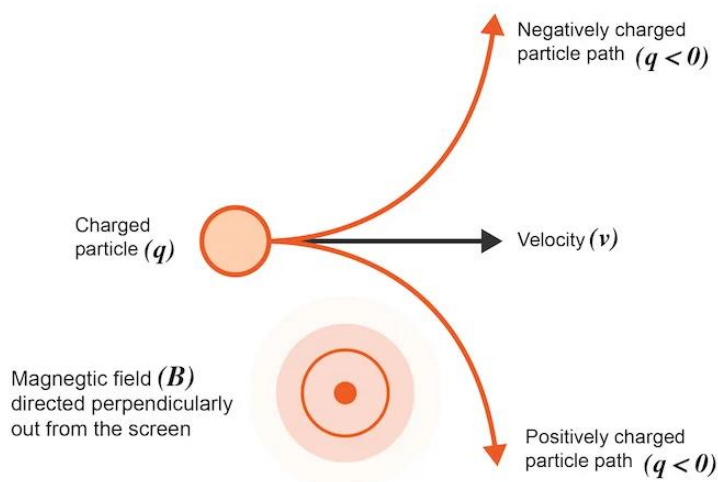 Negatively charged
particle path (q < 0)
Charged
particle (q)
Velocity (v)
Magnegtic field (B)
directed perpendicularly
out from the screen
Positively charged
particle path (q < 0)